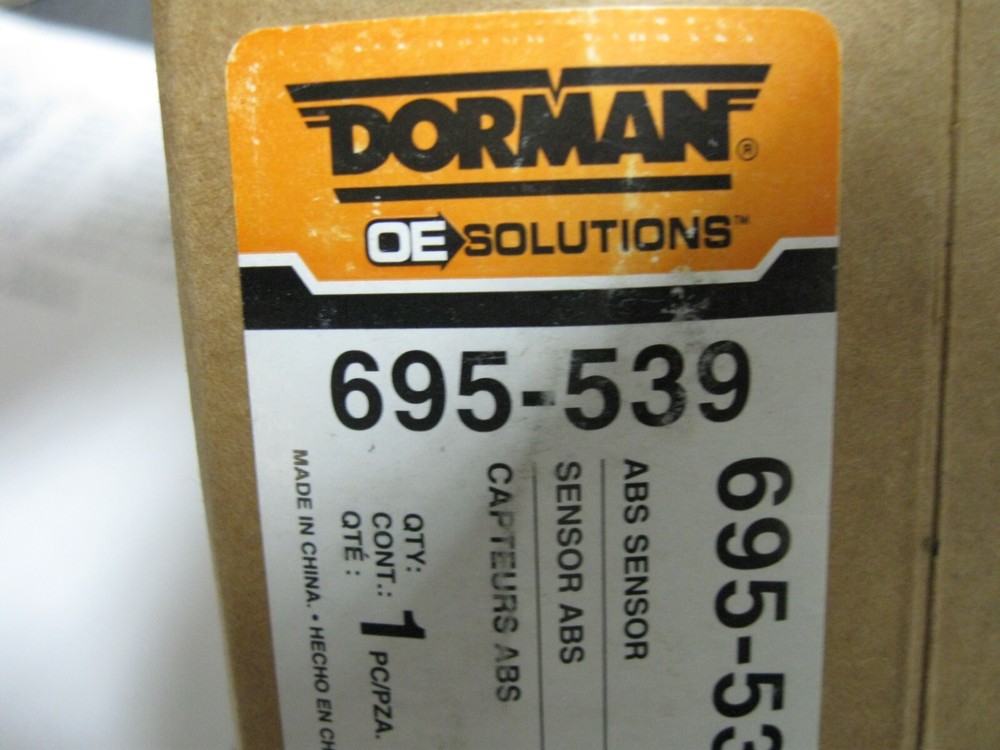 DORMAN®
OE SOLUTIONS™
695-539
695-53
ABS SENSOR
SENSOR ABS
CAPTEURS ABS
QTY:
CONT.: 1 PC/PZA.
QTÉ :
MADE IN CHINA. • HECHO EN CH